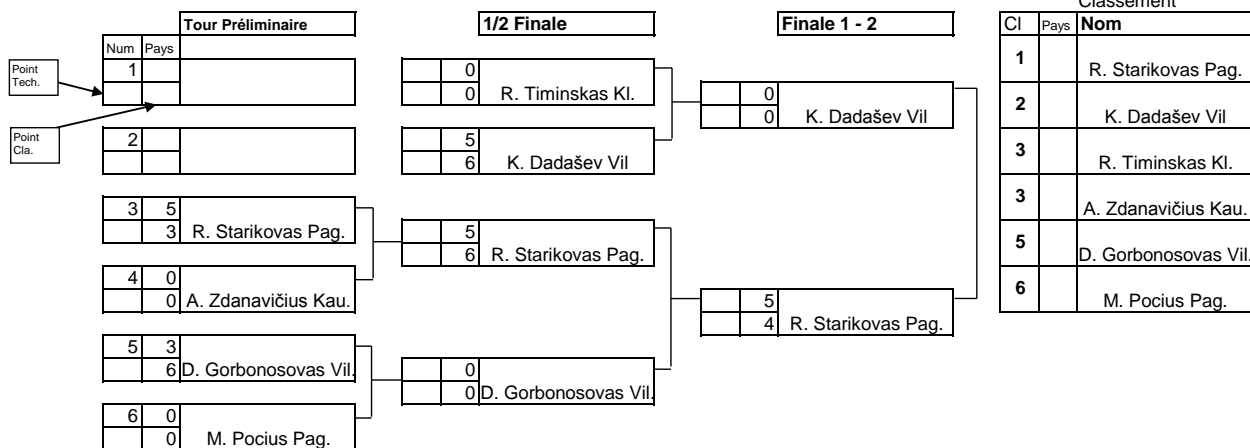 Classement
Tour Préliminaire 1/2 Finale Finale 1 - 2 Cl Pays Nom
Num Pays
Point Tech.
Point Cla.
1
2
3 5
3 R. Starikovas Pag.
4 0
0 A. Zdanavičius Kau.
5 3
6 D. Gorbonosovas Vil.
6 0
0 M. Pocius Pag.
0
0 R. Timinskas Kl.
5
6 K. Dadašev Vil
5
6 R. Starikovas Pag.
0
0 D. Gorbonosovas Vil.
0
0 K. Dadašev Vil
5
4 R. Starikovas Pag.
1 R. Starikovas Pag.
2 K. Dadašev Vil
3 R. Timinskas Kl.
3 A. Zdanavičius Kau.
5 D. Gorbonosovas Vil.
6 M. Pocius Pag.